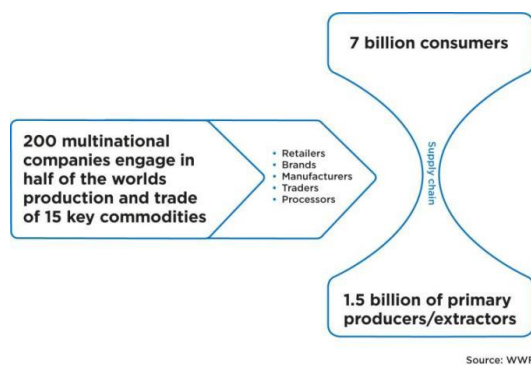 7 billion consumers
200 multinational
companies engage in
half of the worlds
production and trade
of 15 key commodities
• Retailers
• Brands
• Manufacturers
• Traders
• Processors
Supply chain
1.5 billion of primary
producers/extractors
Source: WWF